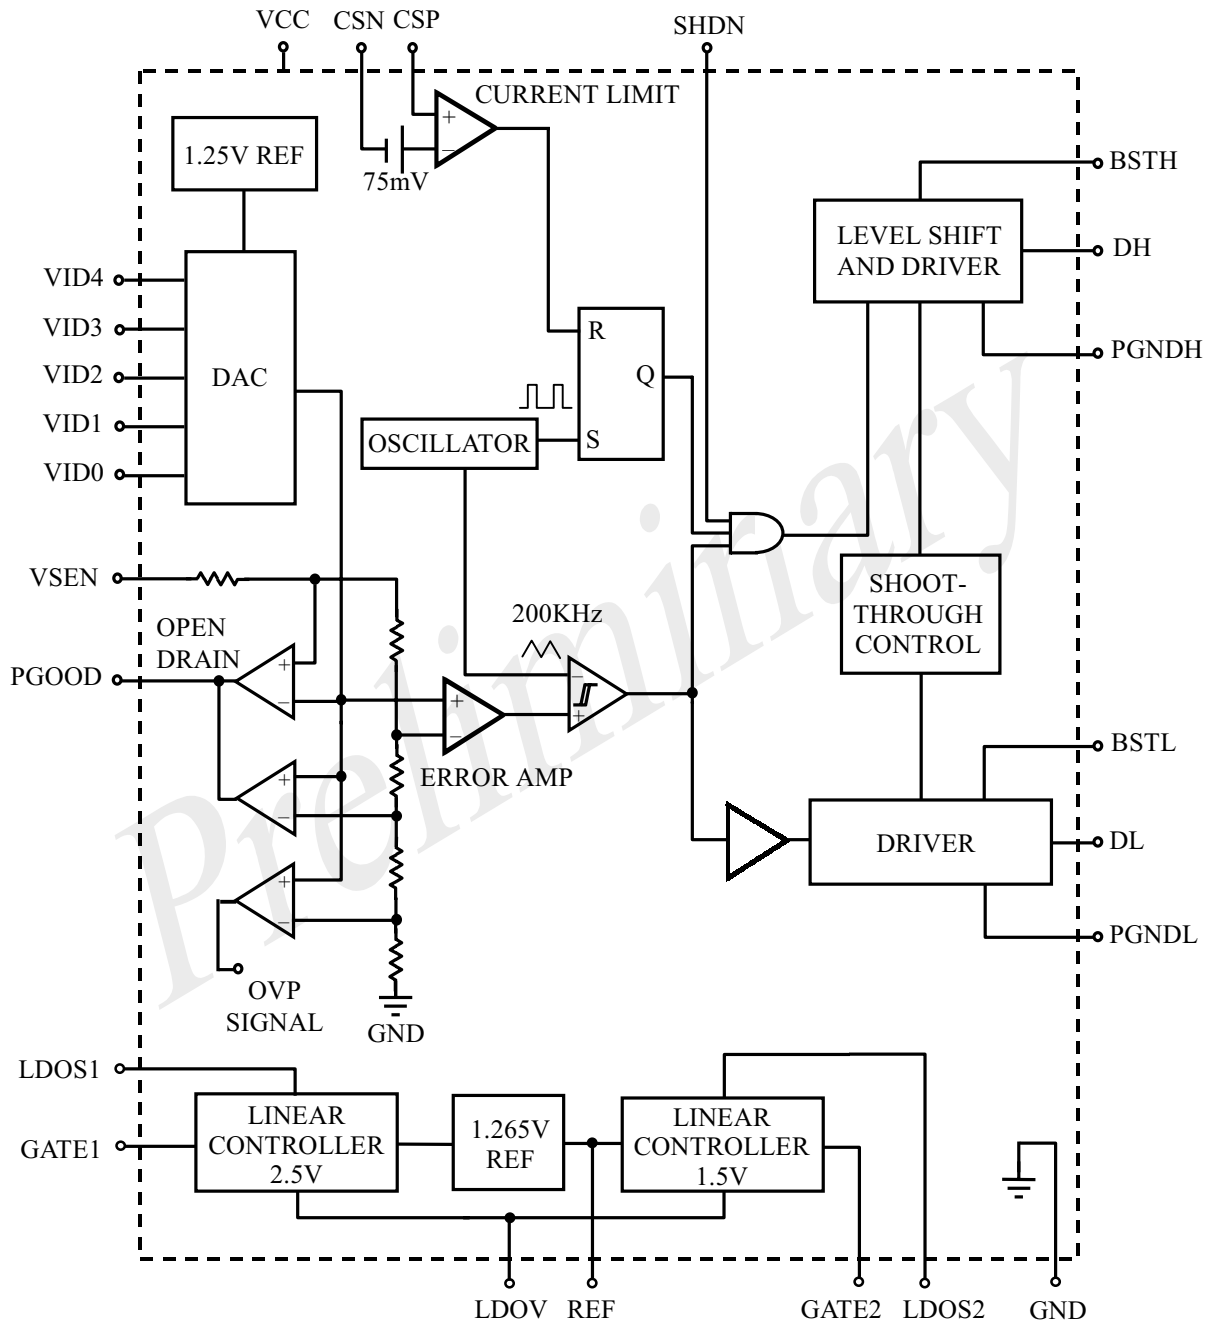 VCC CSN CSP SHDN
CURRENT LIMIT
+
−
75mV
1.25V REF
BSTH
LEVEL SHIFT
AND DRIVER
DH
PGNDH
VID4
VID3
VID2
VID1
VID0
DAC
R
Q
S
OSCILLATOR
VSEN
OPEN
DRAIN
PGOOD
+
−
+
−
+
−
200KHz
−
+
+
−
ERROR AMP
SHOOT-
THROUGH
CONTROL
BSTL
DRIVER
DL
PGNDL
OVP
SIGNAL
GND
Preliminary
LDOS1
GATE1
LINEAR
CONTROLLER
2.5V
1.265V
REF
LINEAR
CONTROLLER
1.5V
LDOV REF GATE2 LDOS2 GND